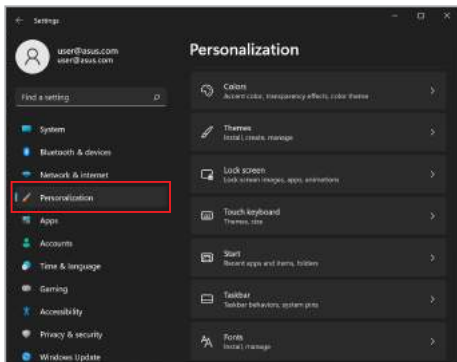 Settings
user@asus.com
user@asus.com
Find a setting
System
Bluetooth & devices
Network & internet
Personalization
Apps
Accounts
Time & language
Gaming
Accessibility
Privacy & security
Windows Update
Personalization
Colors
Accent color, transparency effects, color theme
Themes
Install, create, manage
Lock screen
Lock screen images, apps, animations
Touch keyboard
Themes, size
Start
Recent apps and items, folders
Taskbar
Taskbar behaviors, system pins
Fonts
Install, manage